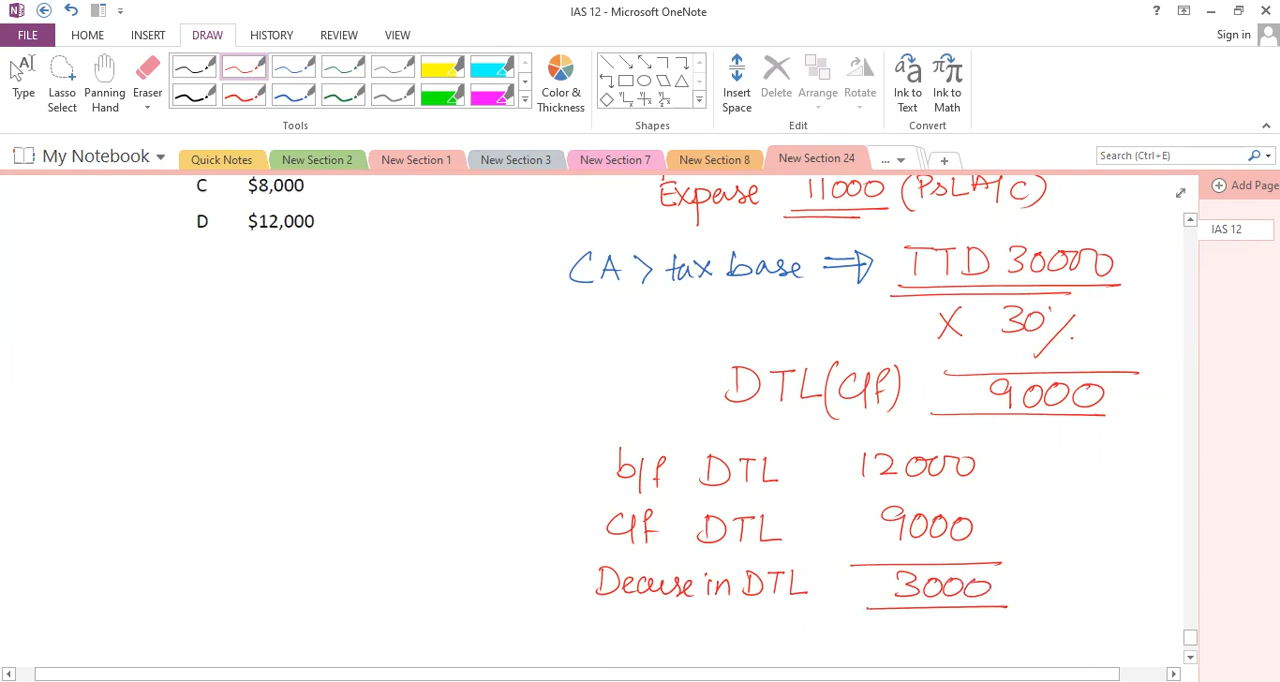 IAS 12 - Microsoft OneNote
Sign in
FILE HOME INSERT DRAW HISTORY REVIEW VIEW
Type
Lasso Select
Panning Hand
Eraser
Color & Thickness
Insert Space
Delete
Arrange
Rotate
Ink to Text
Ink to Math
Tools
Shapes
Edit
Convert
My Notebook
Quick Notes
New Section 2
New Section 1
New Section 3
New Section 7
New Section 8
New Section 24
...
Search (Ctrl+E)
Add Page
IAS 12
C $8,000
D $12,000
Expense 11000 (PsL A/C)
CA > tax base ⇒ TTD 30000
X 30%
DTL (c/f) 9000
b/f DTL 12000
c/f DTL 9000
Decuse in DTL 3000